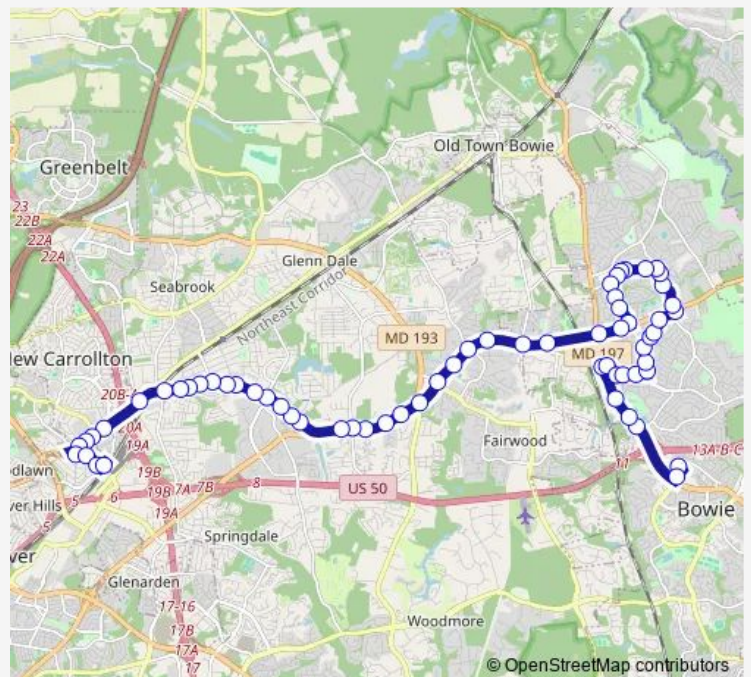 Old Town Bowie
Greenbelt
23
22B
22A
22A
Glenn Dale
Seabrook
Northeast Corridor
MD 193
New Carrollton
MD 197
20B-A
20A
19A
Fairwood
11
13A-B-C
19B
19B 7A 7B
8
US 50
5
6
5
19A
Bowie
Springdale
Glenarden
17-16
17B
17A
17
Woodmore
© OpenStreetMap contributors